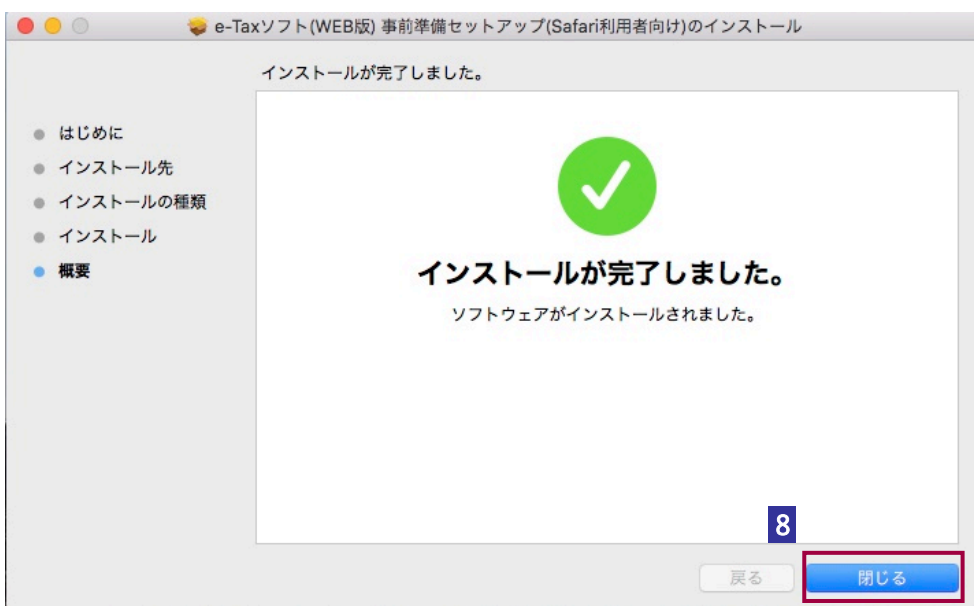 e-Taxソフト(WEB版) 事前準備セットアップ(Safari利用者向け)のインストール
インストールが完了しました。
はじめに
インストール先
インストールの種類
インストール
概要
インストールが完了しました。
ソフトウェアがインストールされました。
8
戻る
閉じる